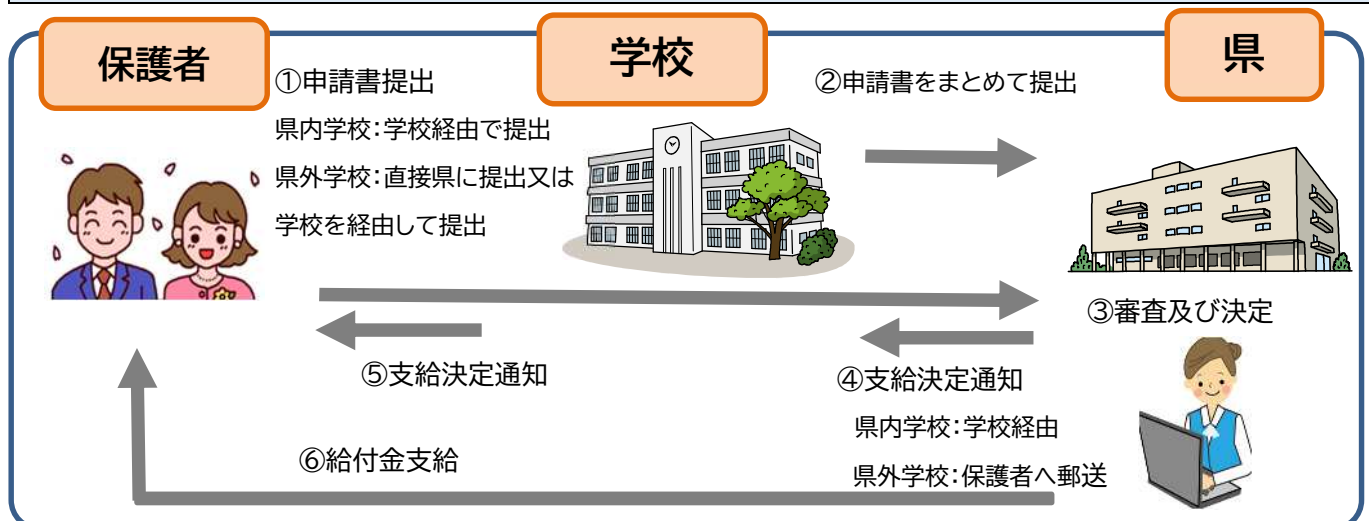 保護者
学校
県
①申請書提出
県内学校：学校経由で提出
県外学校：直接県に提出又は
学校を経由して提出
②申請書をまとめて提出
③審査及び決定
④支給決定通知
県内学校：学校経由
県外学校：保護者へ郵送
⑤支給決定通知
⑥給付金支給